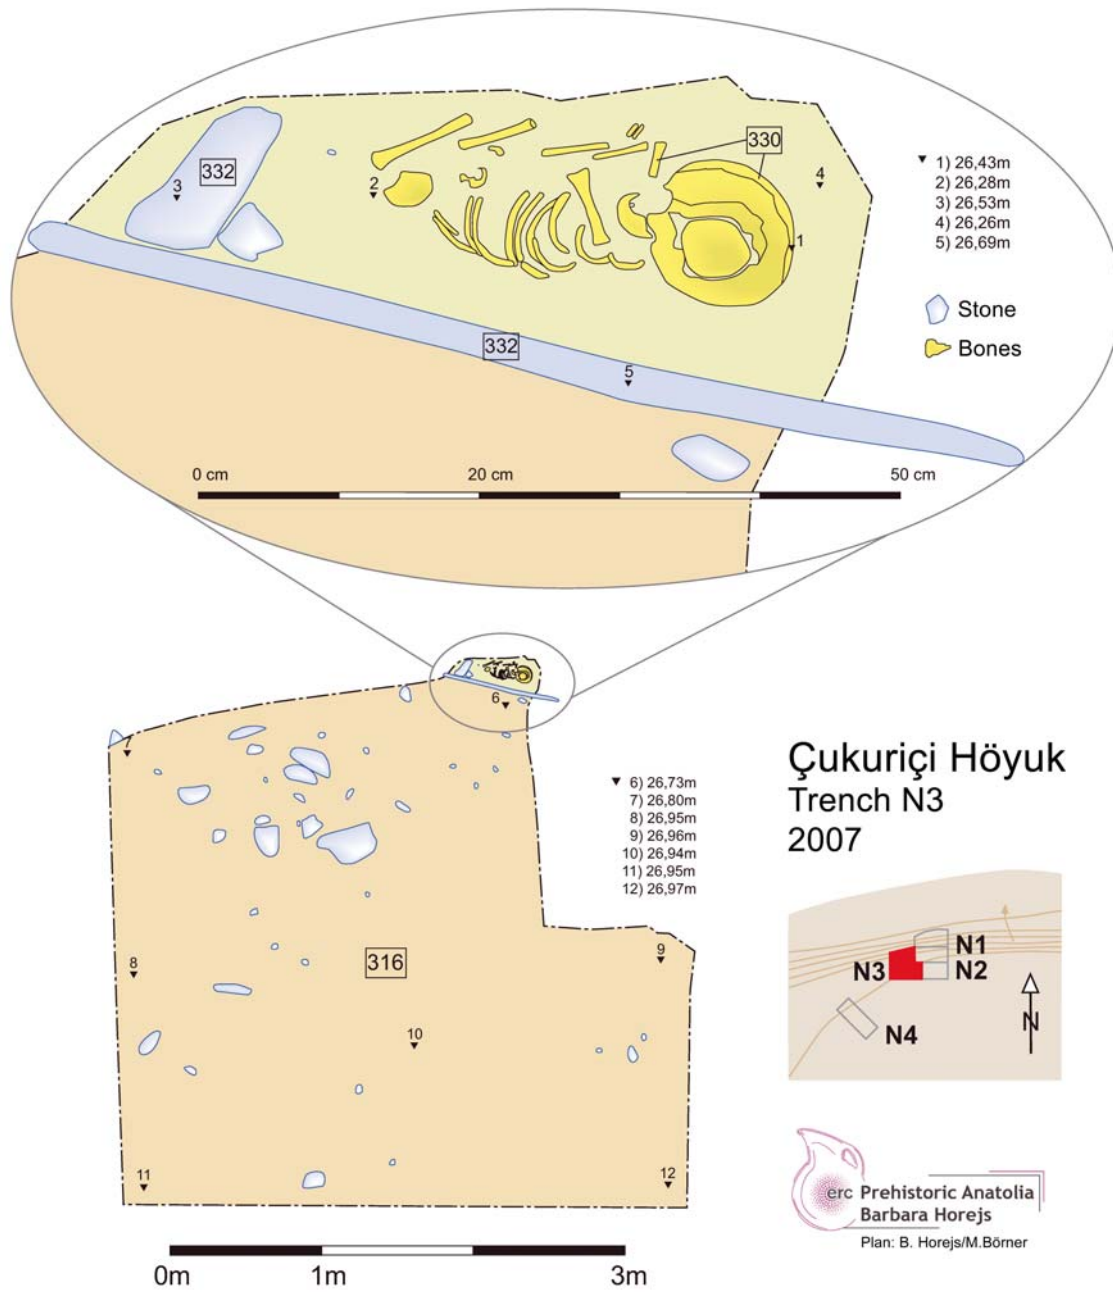 330
332
3
2
4
1
332
5
▼ 1) 26,43m
2) 26,28m
3) 26,53m
4) 26,26m
5) 26,69m
Stone
Bones
0 cm 20 cm 50 cm
6
7
▼ 6) 26,73m
7) 26,80m
8) 26,95m
9) 26,96m
10) 26,94m
11) 26,95m
12) 26,97m
8
9
316
10
11
12
0m 1m 3m
Çukuriçi Höyuk
Trench N3
2007
N1
N3 N2
N4
N
erc Prehistoric Anatolia
Barbara Horejs
Plan: B. Horejs/M.Börner